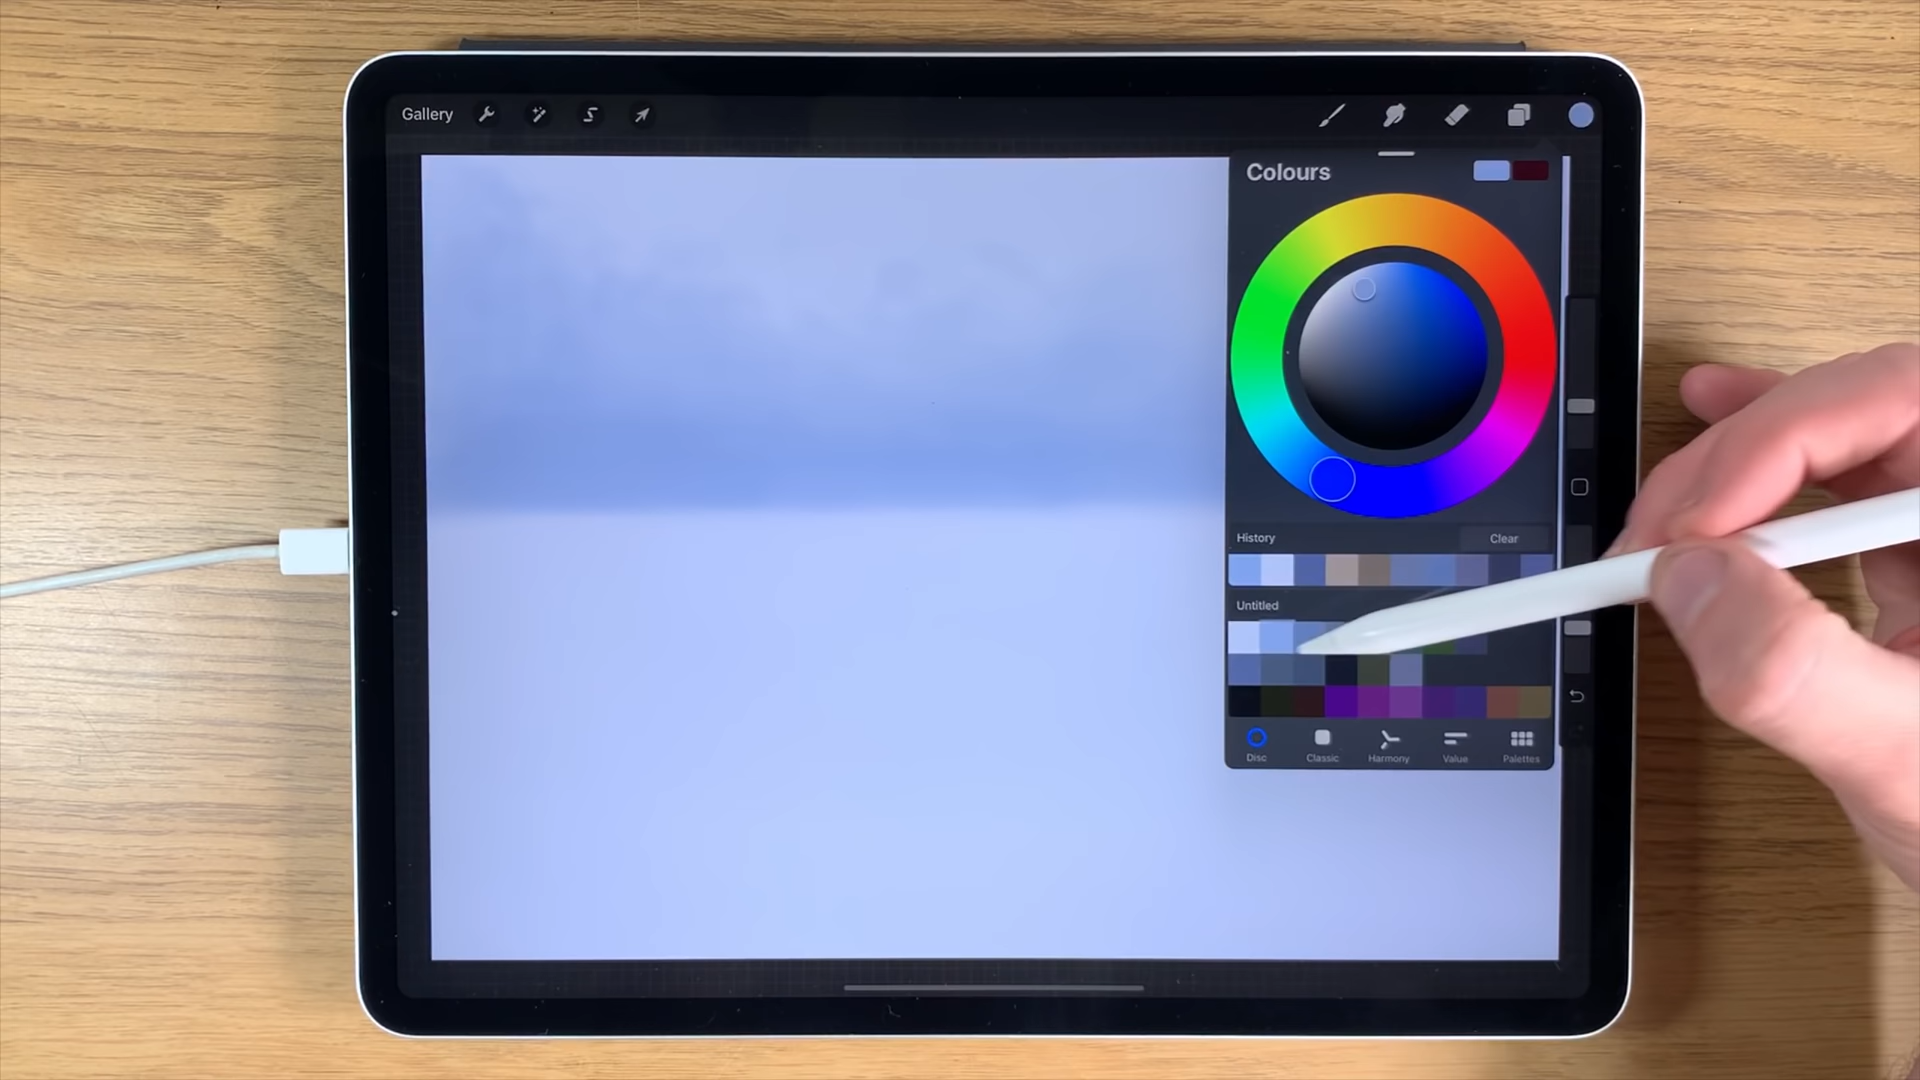 Gallery
Colours
History
Clear
Untitled
Disc
Classic
Harmony
Value
Palettes